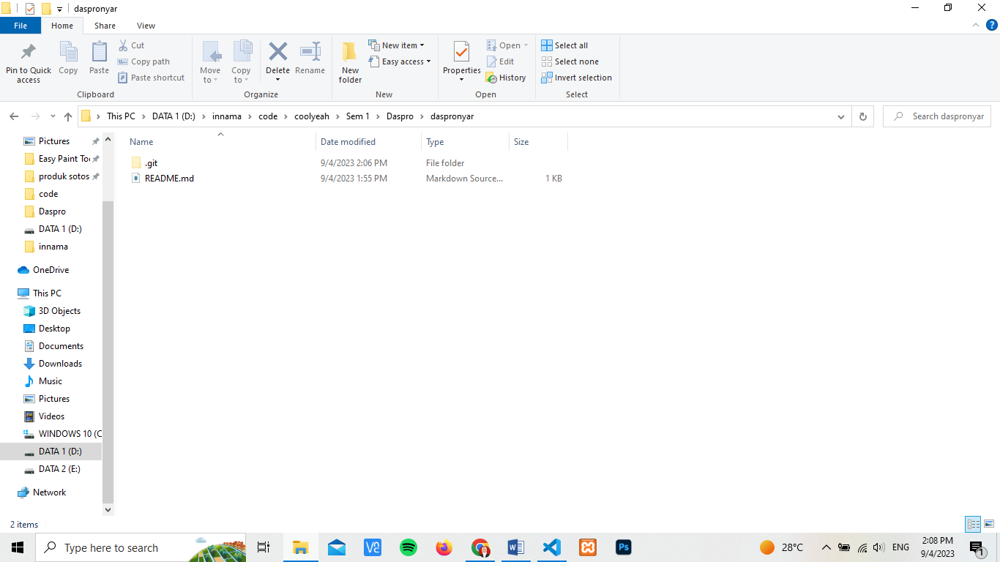 daspronyar
File Home Share View
Pin to Quick access
Copy
Paste
Cut
Copy path
Paste shortcut
Clipboard
Move to
Copy to
Delete
Rename
Organize
New folder
New item
Easy access
New
Properties
Open
Edit
History
Open
Select all
Select none
Invert selection
Select
This PC > DATA 1 (D:) > innama > code > coolyeah > Sem 1 > Daspro > daspronyar
Search daspronyar
Pictures
Easy Paint Too
produk sotos
code
Daspro
DATA 1 (D:)
innama
OneDrive
This PC
3D Objects
Desktop
Documents
Downloads
Music
Pictures
Videos
WINDOWS 10 (C
DATA 1 (D:)
DATA 2 (E:)
Network
Name Date modified Type Size
.git 9/4/2023 2:06 PM File folder
README.md 9/4/2023 1:55 PM Markdown Source... 1 KB
2 items
Type here to search
V2
W
Ps
28°C
ENG
2:08 PM
9/4/2023
1